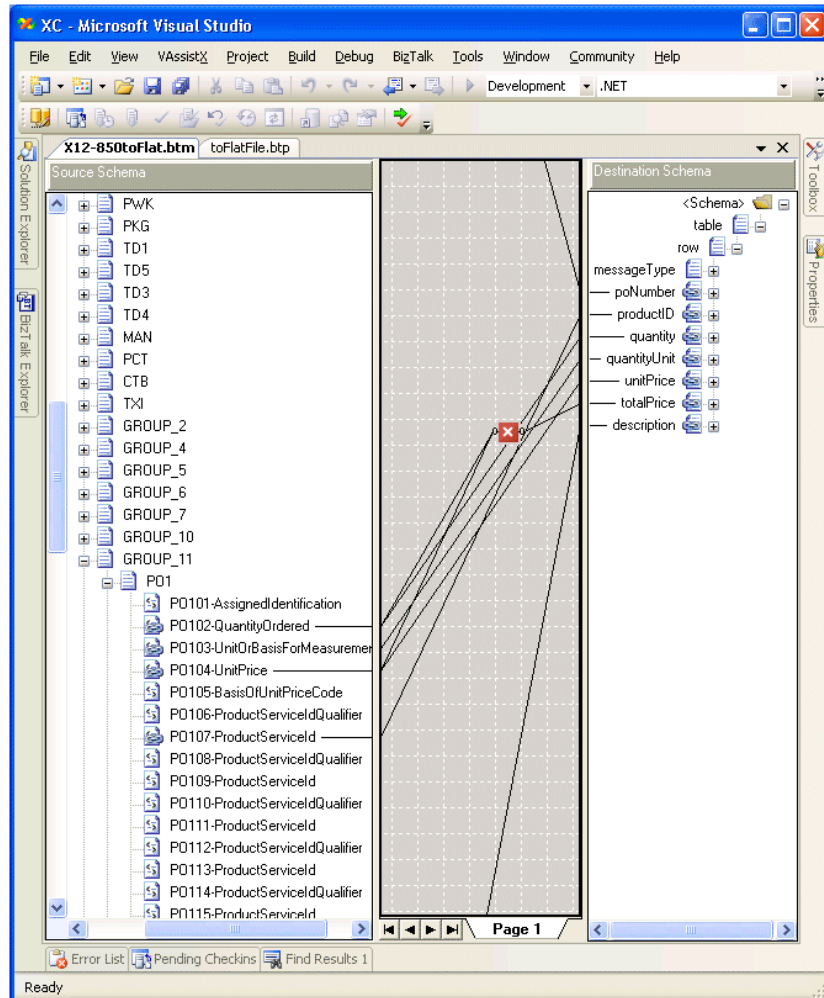 XC - Microsoft Visual Studio
File Edit View VAssistX Project Build Debug BizTalk Tools Window Community Help
Development .NET
X12-850toFlat.btm toFlatFile.btp
Solution Explorer
BizTalk Explorer
Source Schema
PWK
PKG
TD1
TD5
TD3
TD4
MAN
PCT
CTB
TXI
GROUP_2
GROUP_4
GROUP_5
GROUP_6
GROUP_7
GROUP_10
GROUP_11
PO1
PO101-AssignedIdentification
PO102-QuantityOrdered
PO103-UnitOrBasisForMeasuremen
PO104-UnitPrice
PO105-BasisOfUnitPriceCode
PO106-ProductServiceIdQualifier
PO107-ProductServiceId
PO108-ProductServiceIdQualifier
PO109-ProductServiceId
PO110-ProductServiceIdQualifier
PO111-ProductServiceId
PO112-ProductServiceIdQualifier
PO113-ProductServiceId
PO114-ProductServiceIdQualifier
PO115-ProductServiceId
Page 1
Destination Schema
<Schema>
table
row
messageType
poNumber
productID
quantity
quantityUnit
unitPrice
totalPrice
description
Toolbox
Properties
Error List Pending Checkins Find Results 1
Ready